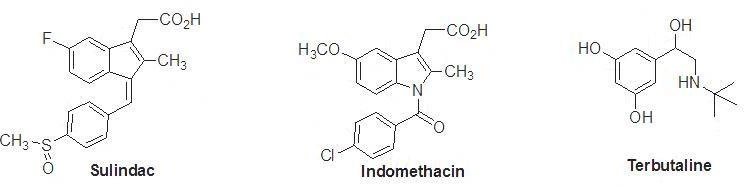 CO₂H
F
CH₃
CH₃-S
O
Sulindac
CO₂H
H₃CO
CH₃
N
O
Cl
Indomethacin
OH
HO
HN
OH
Terbutaline